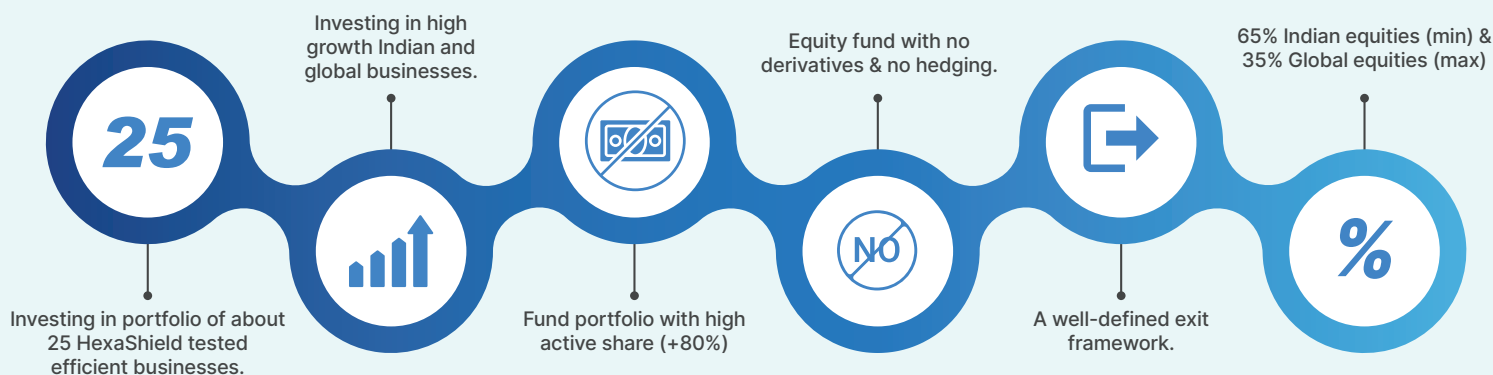 25
Investing in portfolio of about
25 HexaShield tested
efficient businesses.
Investing in high
growth Indian and
global businesses.
Fund portfolio with high
active share (+80%)
Equity fund with no
derivatives & no hedging.
NO
A well-defined exit
framework.
65% Indian equities (min) &
35% Global equities (max)
%